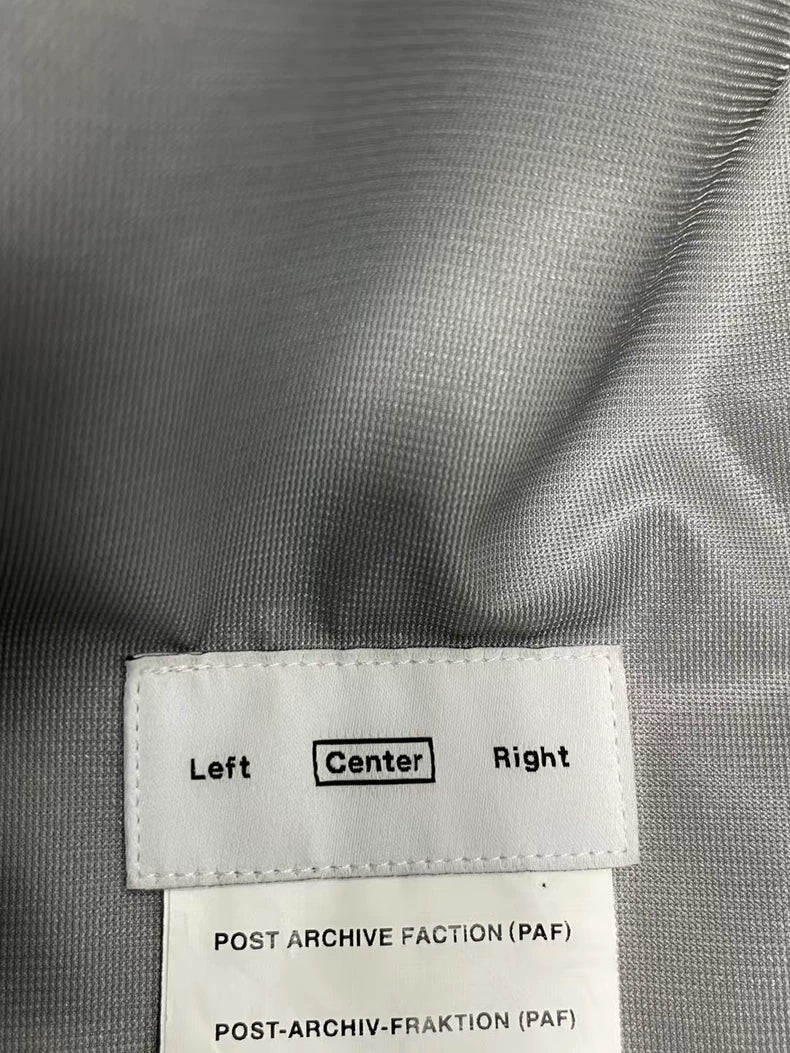 Left Center Right
POST ARCHIVE FACTION (PAF)
POST-ARCHIV-FRAKTION (PAF)